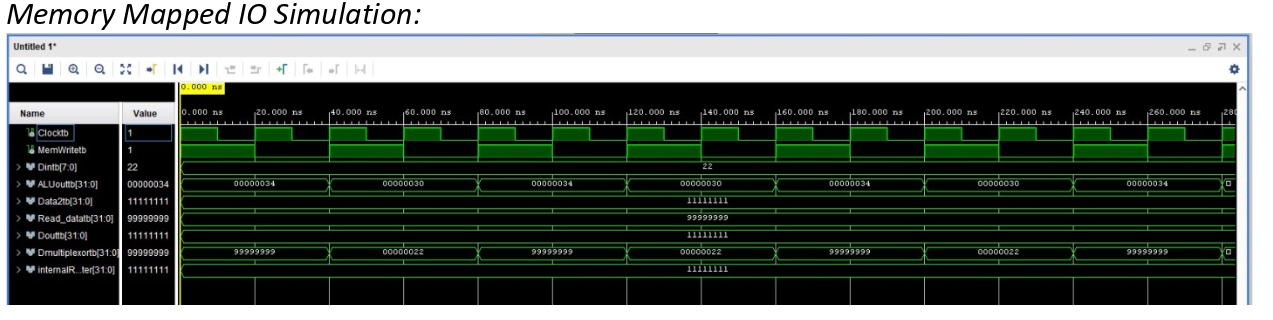 Memory Mapped IO Simulation:
Untitled 1*
0.000 ns
Name Value 0.000 ns 20.000 ns 40.000 ns 60.000 ns 80.000 ns 100.000 ns 120.000 ns 140.000 ns 160.000 ns 180.000 ns 200.000 ns 220.000 ns 240.000 ns 260.000 ns 280
Clocktb 1
MemWritetb 1
Dintb[7:0] 22 22
ALUouttb[31:0] 00000034 00000034 00000030 00000034 00000030 00000034 00000030 00000034
Data2tb[31:0] 11111111 11111111
Read_datatb[31:0] 99999999 99999999
Douttb[31:0] 11111111 11111111
Dmultiplexortb[31:0] 99999999 99999999 00000022 99999999 00000022 99999999 00000022 99999999
internalR...ter[31:0] 11111111 11111111